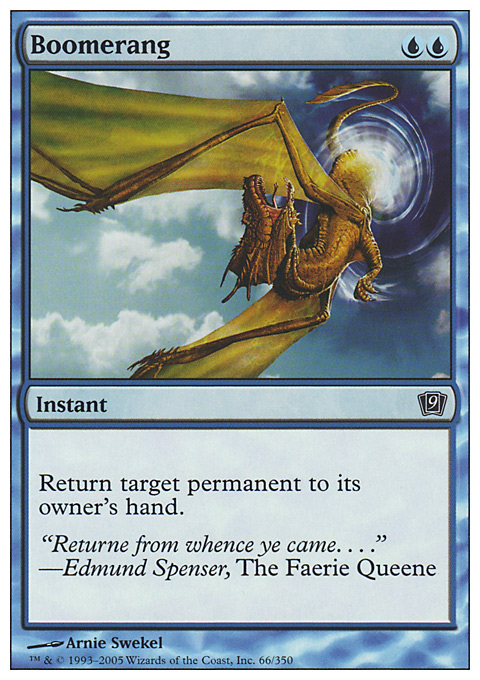 Boomerang
Instant
9
Return target permanent to its
owner's hand.
“Returne from whence ye came. . . .”
—Edmund Spenser, The Faerie Queene
Arnie Swekel
™ & © 1993–2005 Wizards of the Coast, Inc. 66/350